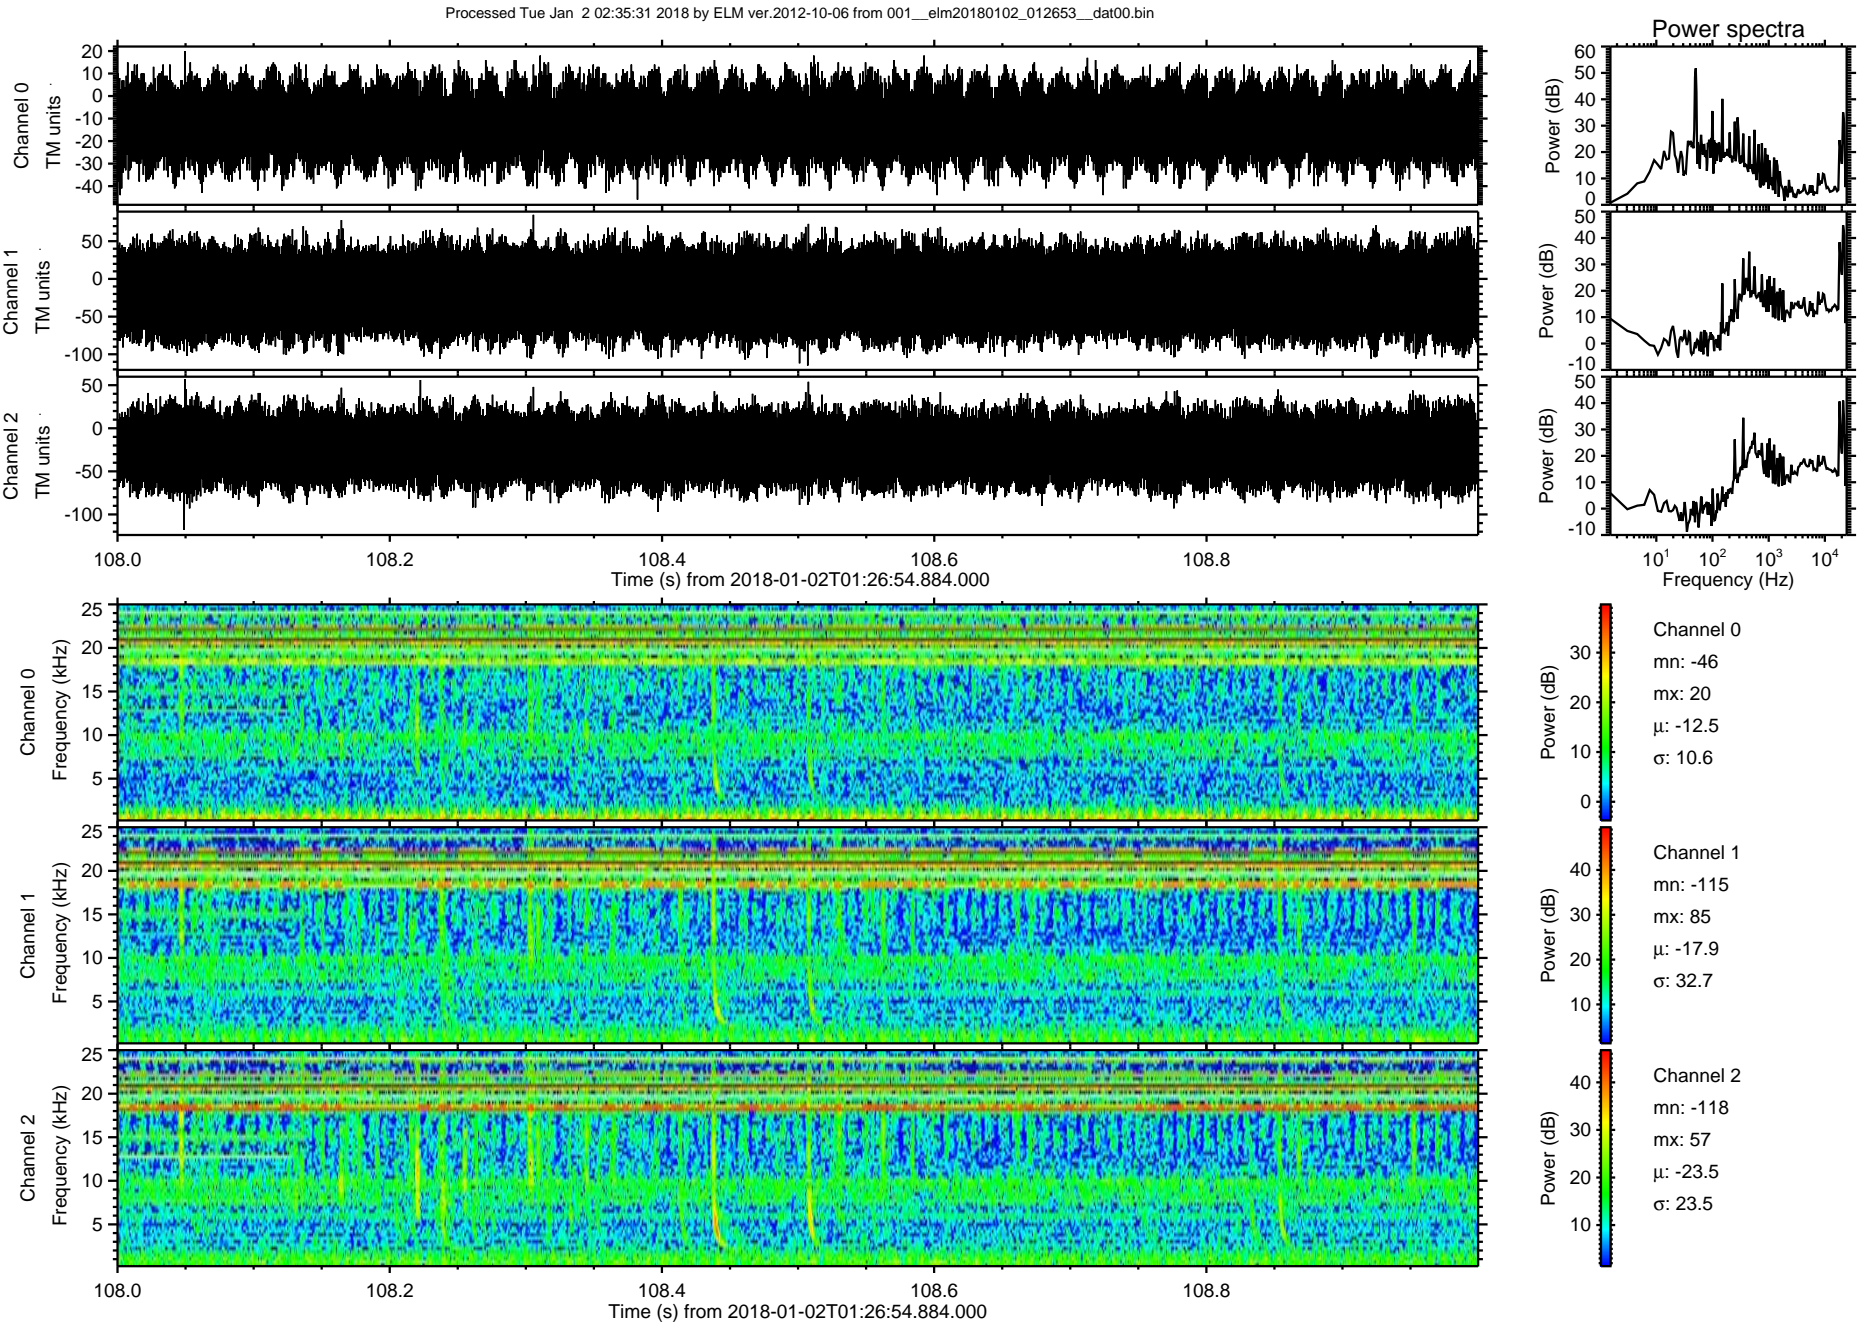 Processed Tue Jan  2 02:35:31 2018 by ELM ver.2012-10-06 from 001__elm20180102_012653__dat00.bin
Power spectra
Channel 0
TM units
20
10
0
-10
-20
-30
-40
Power (dB)
60
50
40
30
20
10
0
Channel 1
TM units
50
0
-50
-100
Power (dB)
50
40
30
20
10
0
-10
Channel 2
TM units
50
0
-50
-100
Power (dB)
50
40
30
20
10
0
-10
108.0 108.2 108.4 108.6 108.8
Time (s) from 2018-01-02T01:26:54.884.000
10^1 10^2 10^3 10^4
Frequency (Hz)
Channel 0
Frequency (kHz)
25
20
15
10
5
Power (dB)
30
20
10
0
Channel 0
mn: -46
mx: 20
μ: -12.5
σ: 10.6
Channel 1
Frequency (kHz)
25
20
15
10
5
Power (dB)
40
30
20
10
Channel 1
mn: -115
mx: 85
μ: -17.9
σ: 32.7
Channel 2
Frequency (kHz)
25
20
15
10
5
Power (dB)
40
30
20
10
Channel 2
mn: -118
mx: 57
μ: -23.5
σ: 23.5
108.0 108.2 108.4 108.6 108.8
Time (s) from 2018-01-02T01:26:54.884.000